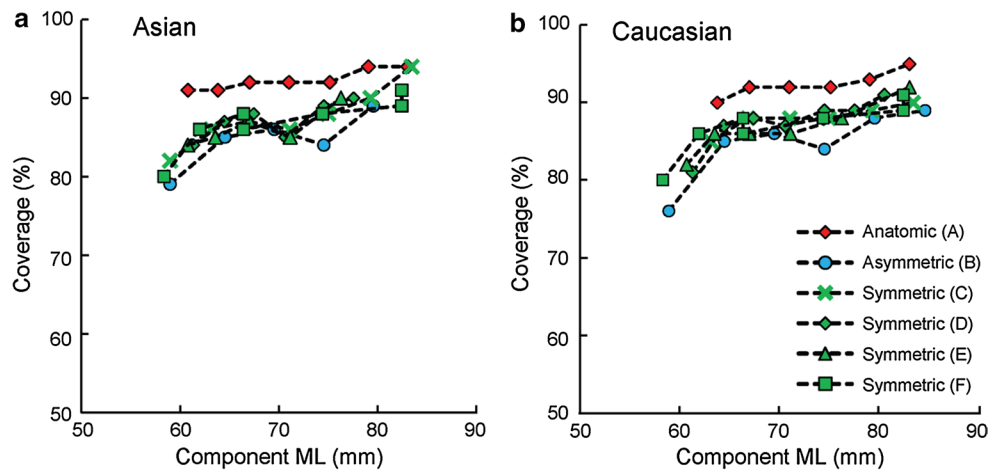 a
Asian
100
90
80
70
60
50
Coverage (%)
50 60 70 80 90
Component ML (mm)
b
Caucasian
100
90
80
70
60
50
Coverage (%)
50 60 70 80 90
Component ML (mm)
Anatomic (A)
Asymmetric (B)
Symmetric (C)
Symmetric (D)
Symmetric (E)
Symmetric (F)